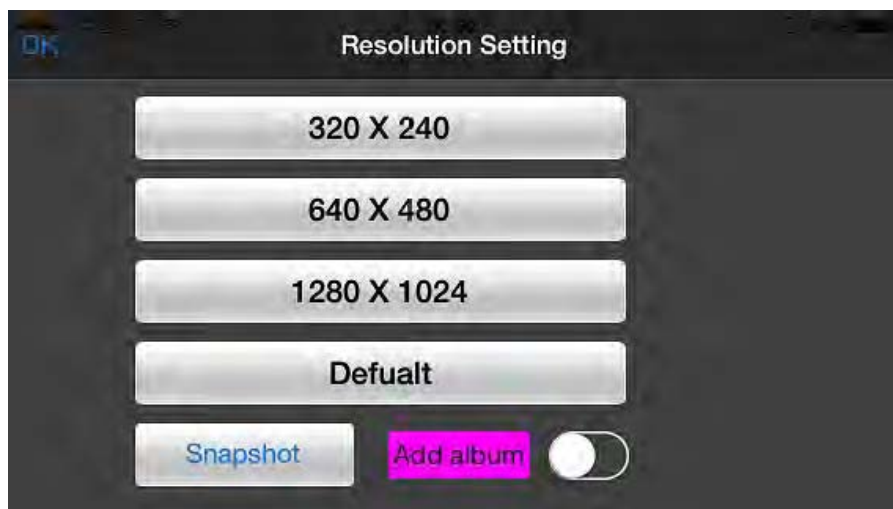 OK
Resolution Setting
320 X 240
640 X 480
1280 X 1024
Defualt
Snapshot
Add album